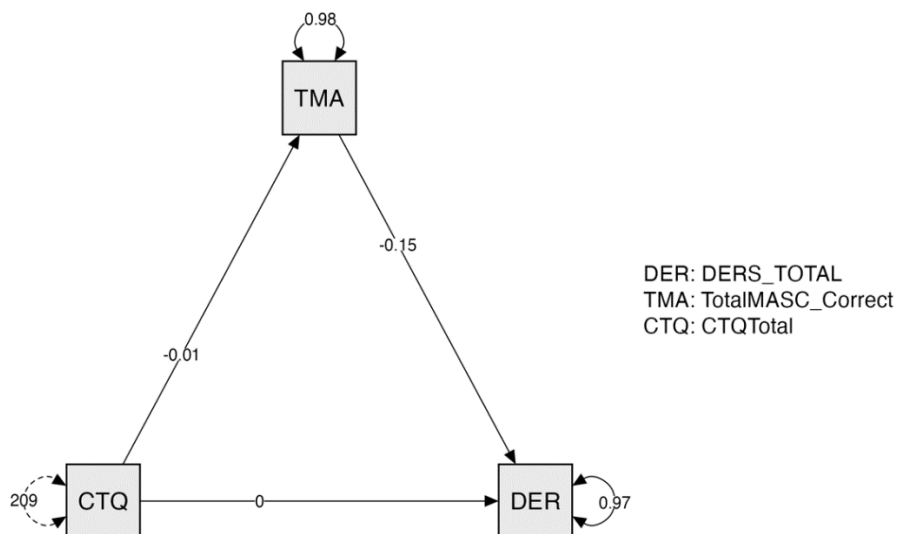 0.98
TMA
-0.15
DER: DERS_TOTAL
TMA: TotalMASC_Correct
CTQ: CTQTotal
-0.01
209
CTQ
0
DER
0.97